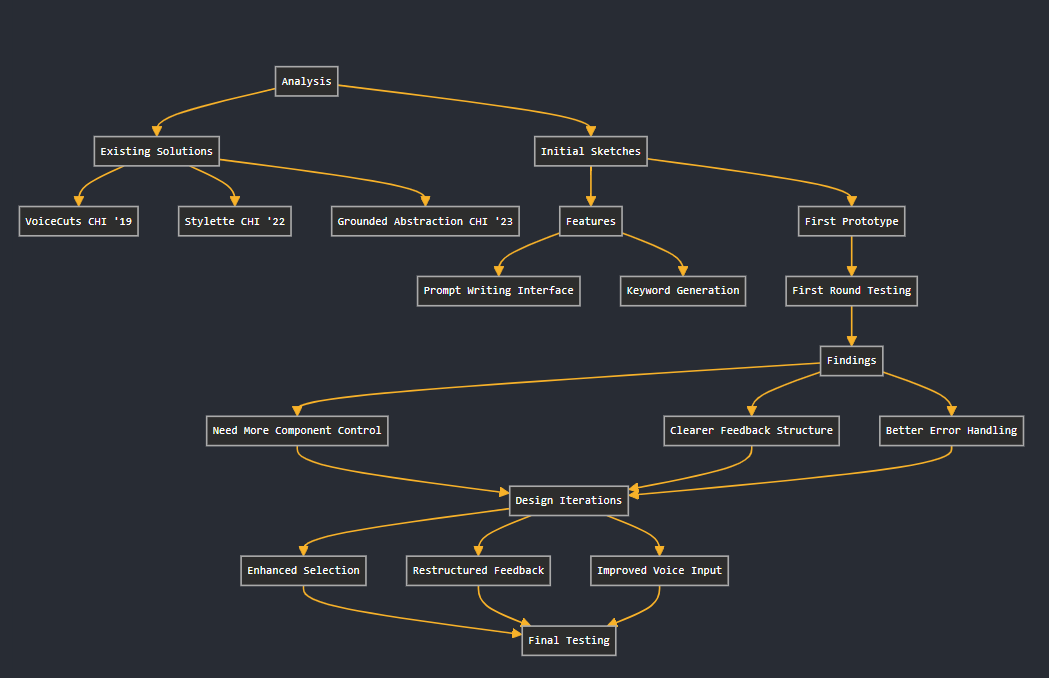 Analysis
Existing Solutions
Initial Sketches
VoiceCuts CHI '19
Stylette CHI '22
Grounded Abstraction CHI '23
Features
First Prototype
Prompt Writing Interface
Keyword Generation
First Round Testing
Findings
Need More Component Control
Clearer Feedback Structure
Better Error Handling
Design Iterations
Enhanced Selection
Restructured Feedback
Improved Voice Input
Final Testing